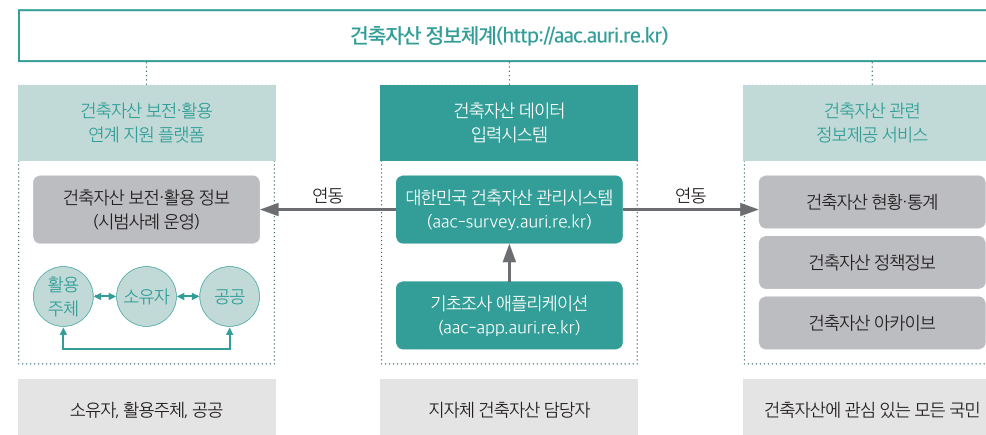 건축자산 정보체계(http://aac.auri.re.kr)
건축자산 보전·활용
연계 지원 플랫폼
건축자산 보전·활용 정보
(시범사례 운영)
활용
주체
소유자
공공
소유자, 활용주체, 공공
연동
건축자산 데이터
입력시스템
대한민국 건축자산 관리시스템
(aac-survey.auri.re.kr)
기초조사 애플리케이션
(aac-app.auri.re.kr)
지자체 건축자산 담당자
연동
건축자산 관련
정보제공 서비스
건축자산 현황·통계
건축자산 정책정보
건축자산 아카이브
건축자산에 관심 있는 모든 국민